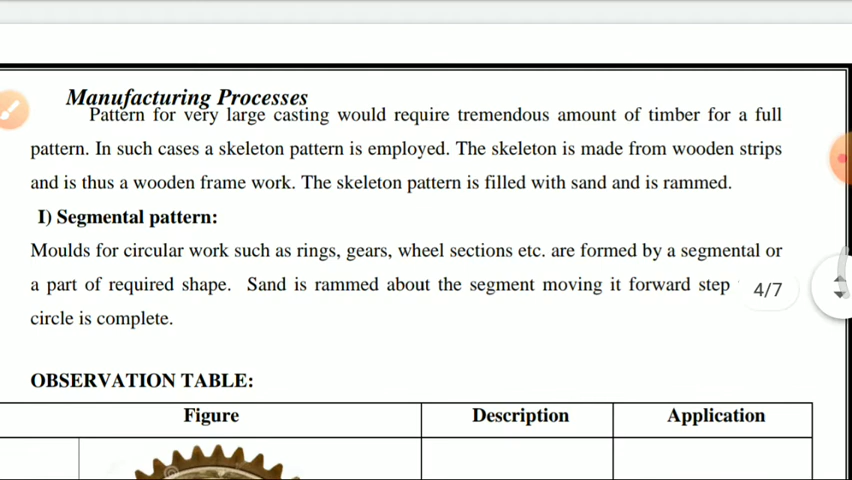 Manufacturing Processes
Pattern for very large casting would require tremendous amount of timber for a full
pattern. In such cases a skeleton pattern is employed. The skeleton is made from wooden strips
and is thus a wooden frame work. The skeleton pattern is filled with sand and is rammed.
I) Segmental pattern:
Moulds for circular work such as rings, gears, wheel sections etc. are formed by a segmental or
a part of required shape. Sand is rammed about the segment moving it forward step
4/7
circle is complete.
OBSERVATION TABLE:
Figure Description Application